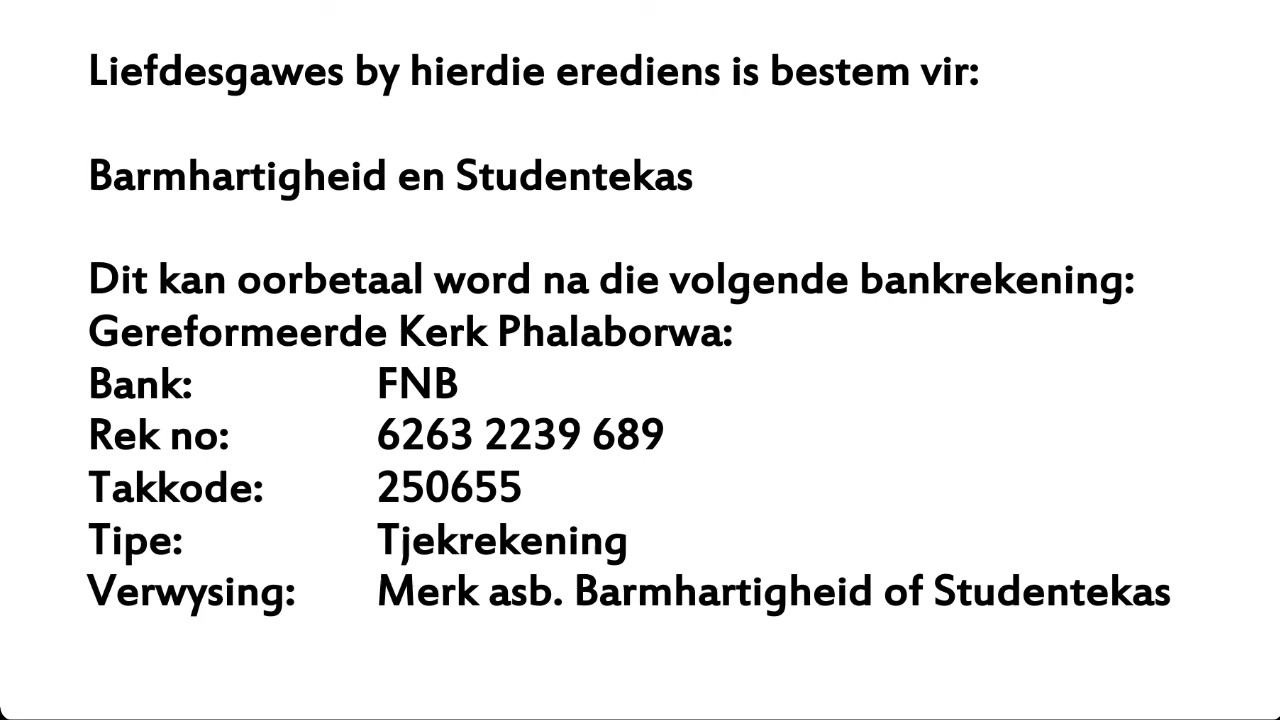 Liefdesgawes by hierdie erediens is bestem vir:
Barmhartigheid en Studentekas
Dit kan oorbetaal word na die volgende bankrekening:
Gereformeerde Kerk Phalaborwa:
Bank: FNB
Rek no: 6263 2239 689
Takkode: 250655
Tipe: Tjekrekening
Verwysing: Merk asb. Barmhartigheid of Studentekas